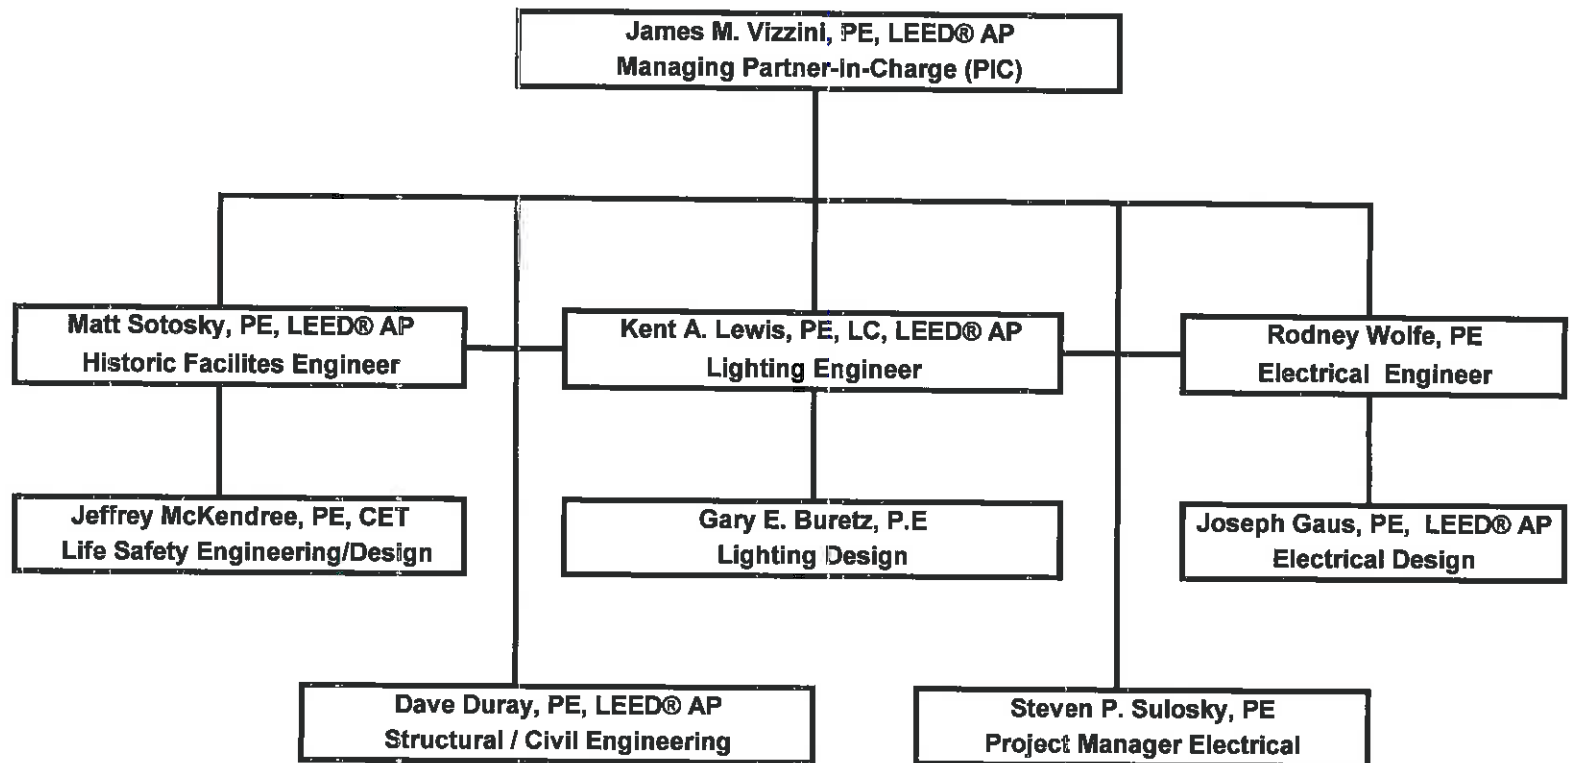 James M. Vizzini, PE, LEED® AP
Managing Partner-in-Charge (PIC)
Matt Sotosky, PE, LEED® AP
Historic Facilites Engineer
Kent A. Lewis, PE, LC, LEED® AP
Lighting Engineer
Rodney Wolfe, PE
Electrical Engineer
Jeffrey McKendree, PE, CET
Life Safety Engineering/Design
Gary E. Buretz, P.E
Lighting Design
Joseph Gaus, PE, LEED® AP
Electrical Design
Dave Duray, PE, LEED® AP
Structural / Civil Engineering
Steven P. Sulosky, PE
Project Manager Electrical